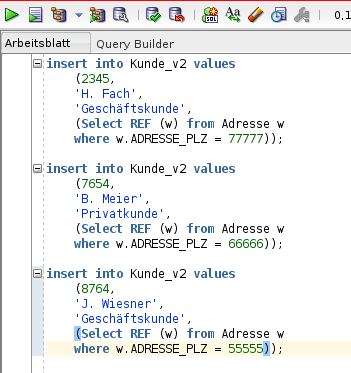 SQL Aa 0,1
Arbeitsblatt Query Builder
insert into Kunde_v2 values
(2345,
'H. Fach',
'Geschäftskunde',
(Select REF (w) from Adresse w
where w.ADRESSE_PLZ = 77777));
insert into Kunde_v2 values
(7654,
'B. Meier',
'Privatkunde',
(Select REF (w) from Adresse w
where w.ADRESSE_PLZ = 66666));
insert into Kunde_v2 values
(8764,
'J. Wiesner',
'Geschäftskunde',
(Select REF (w) from Adresse w
where w.ADRESSE_PLZ = 55555));